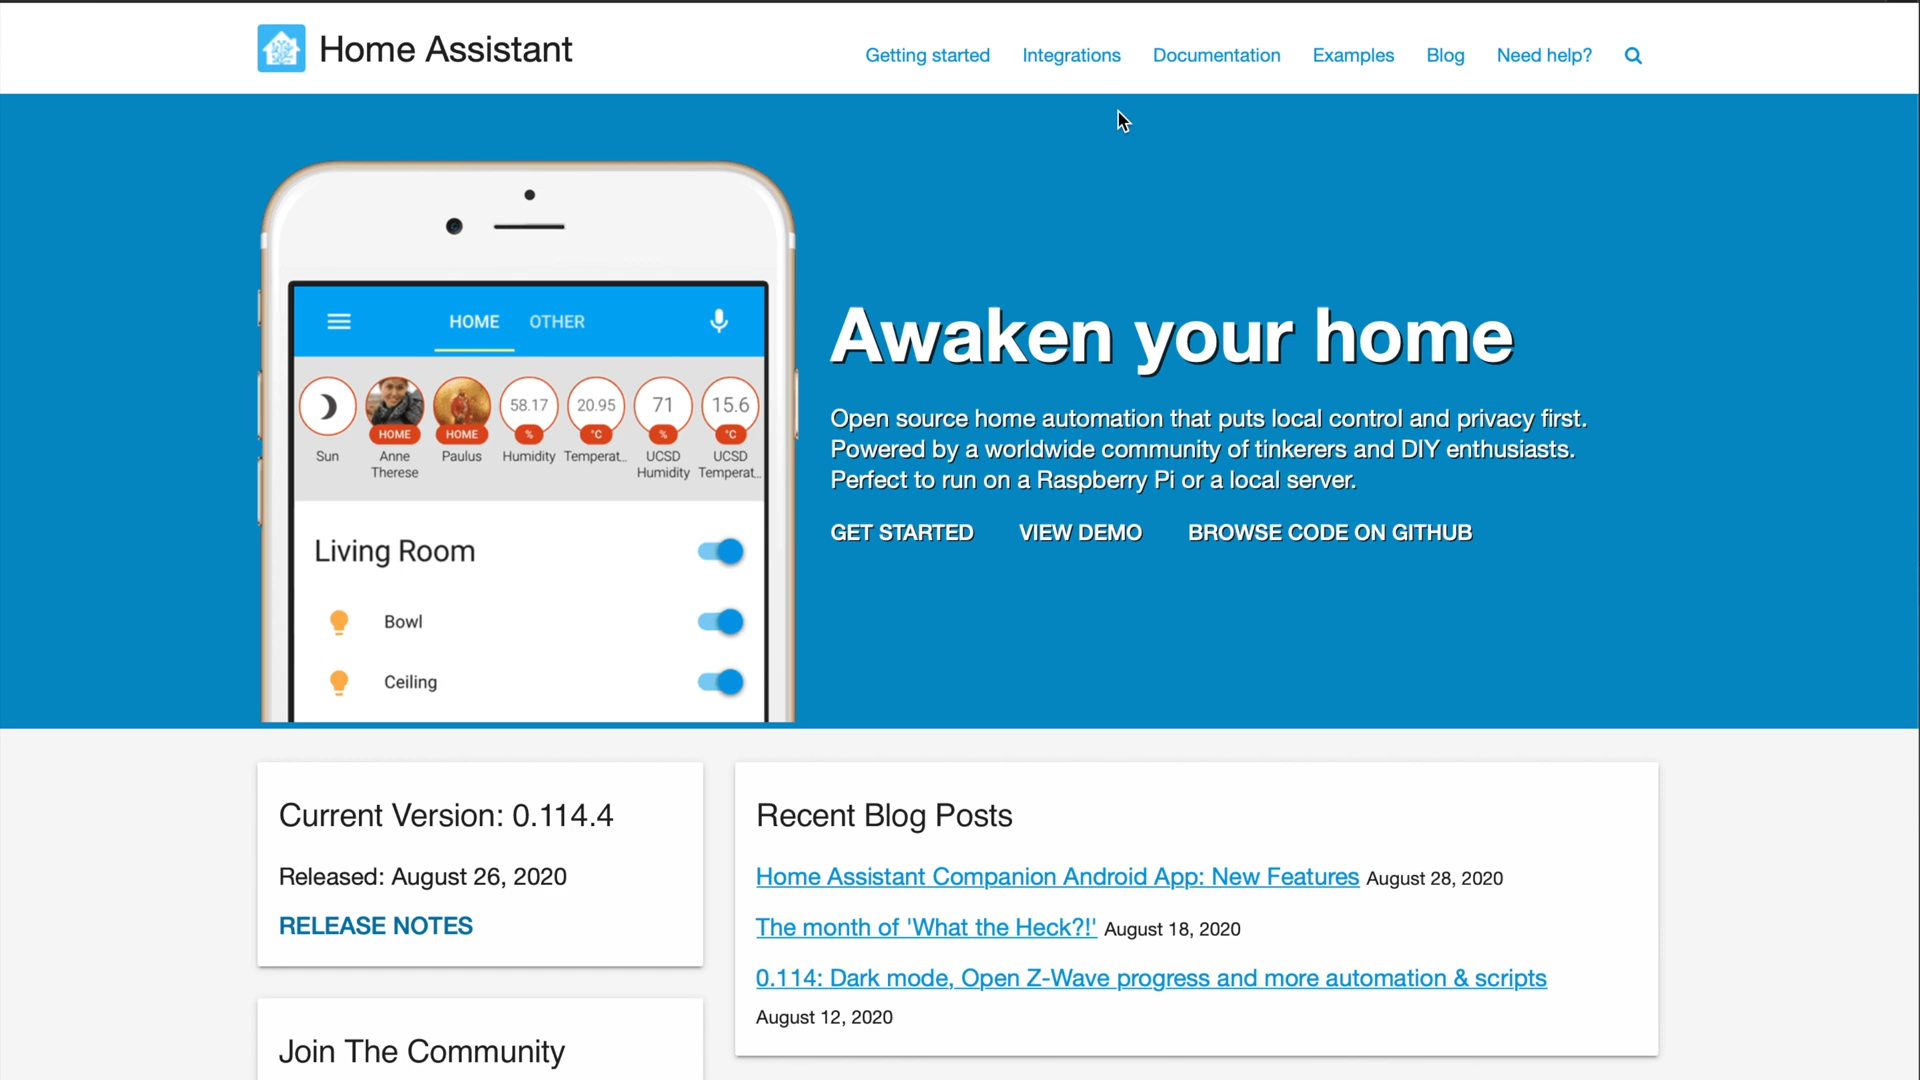 Home Assistant
Getting started
Integrations
Documentation
Examples
Blog
Need help?
HOME
OTHER
58.17
20.95
71
15.6
HOME
HOME
%
°C
%
°C
Sun
Anne
Therese
Paulus
Humidity
Temperat...
UCSD
Humidity
UCSD
Temperat...
Living Room
Bowl
Ceiling
Awaken your home
Open source home automation that puts local control and privacy first.
Powered by a worldwide community of tinkerers and DIY enthusiasts.
Perfect to run on a Raspberry Pi or a local server.
GET STARTED
VIEW DEMO
BROWSE CODE ON GITHUB
Current Version: 0.114.4
Released: August 26, 2020
RELEASE NOTES
Join The Community
Recent Blog Posts
Home Assistant Companion Android App: New Features August 28, 2020
The month of 'What the Heck?!' August 18, 2020
0.114: Dark mode, Open Z-Wave progress and more automation & scripts
August 12, 2020